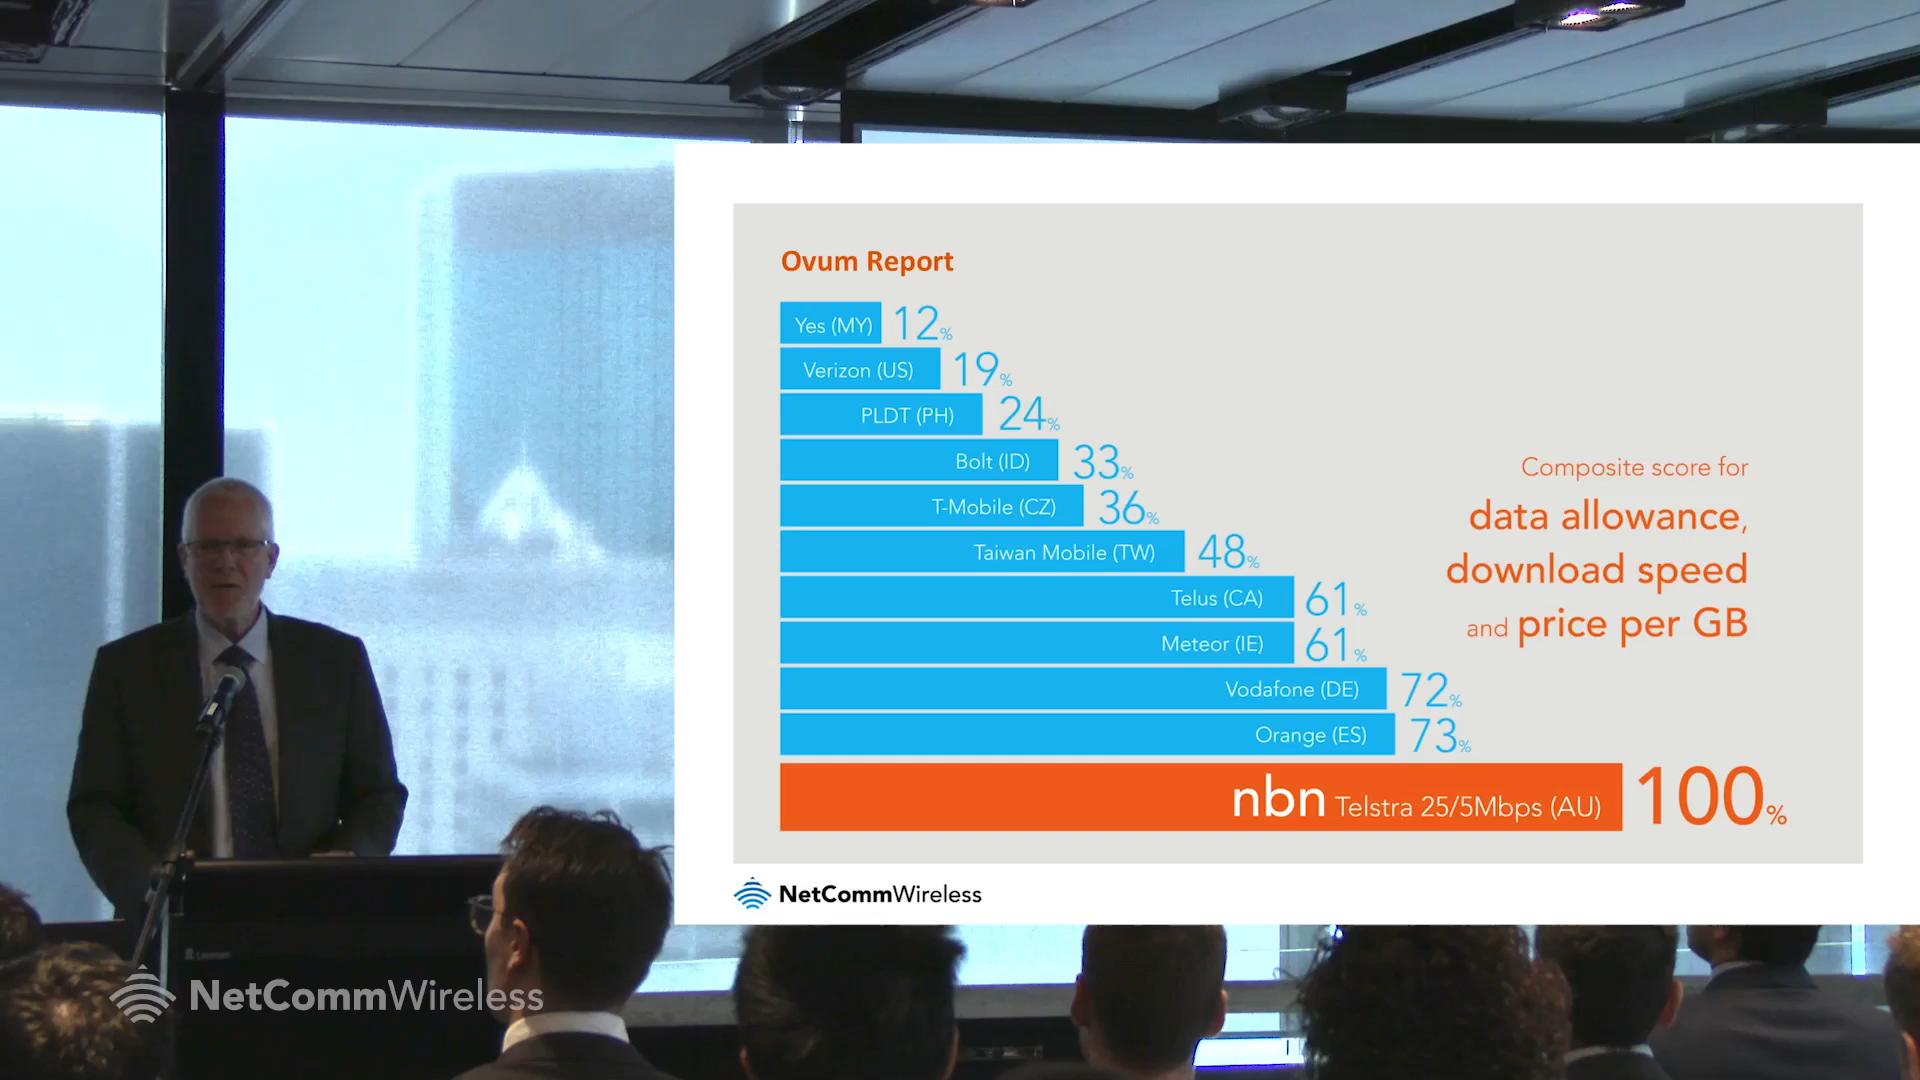 Ovum Report
Yes (MY) 12%
Verizon (US) 19%
PLDT (PH) 24%
Bolt (ID) 33%
T-Mobile (CZ) 36%
Taiwan Mobile (TW) 48%
Telus (CA) 61%
Meteor (IE) 61%
Vodafone (DE) 72%
Orange (ES) 73%
nbn Telstra 25/5Mbps (AU) 100%
Composite score for
data allowance,
download speed
and price per GB
NetCommWireless
NetCommWireless